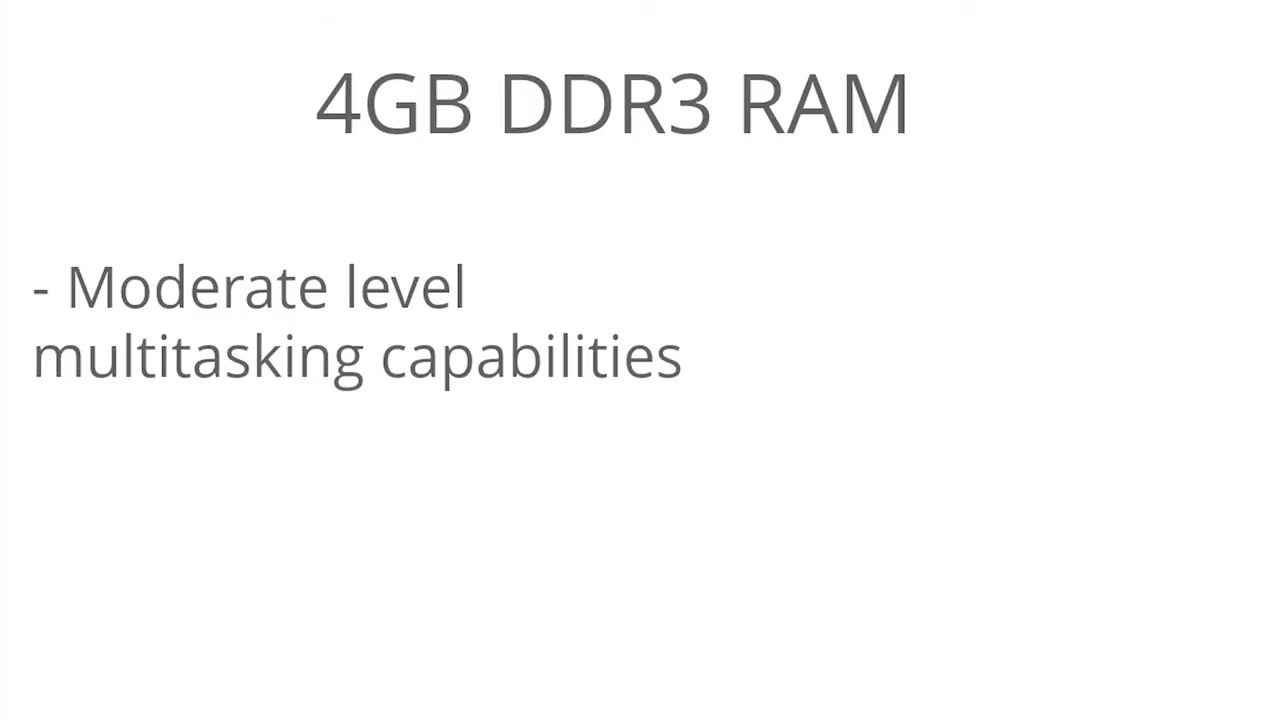 4GB DDR3 RAM
- Moderate level
multitasking capabilities